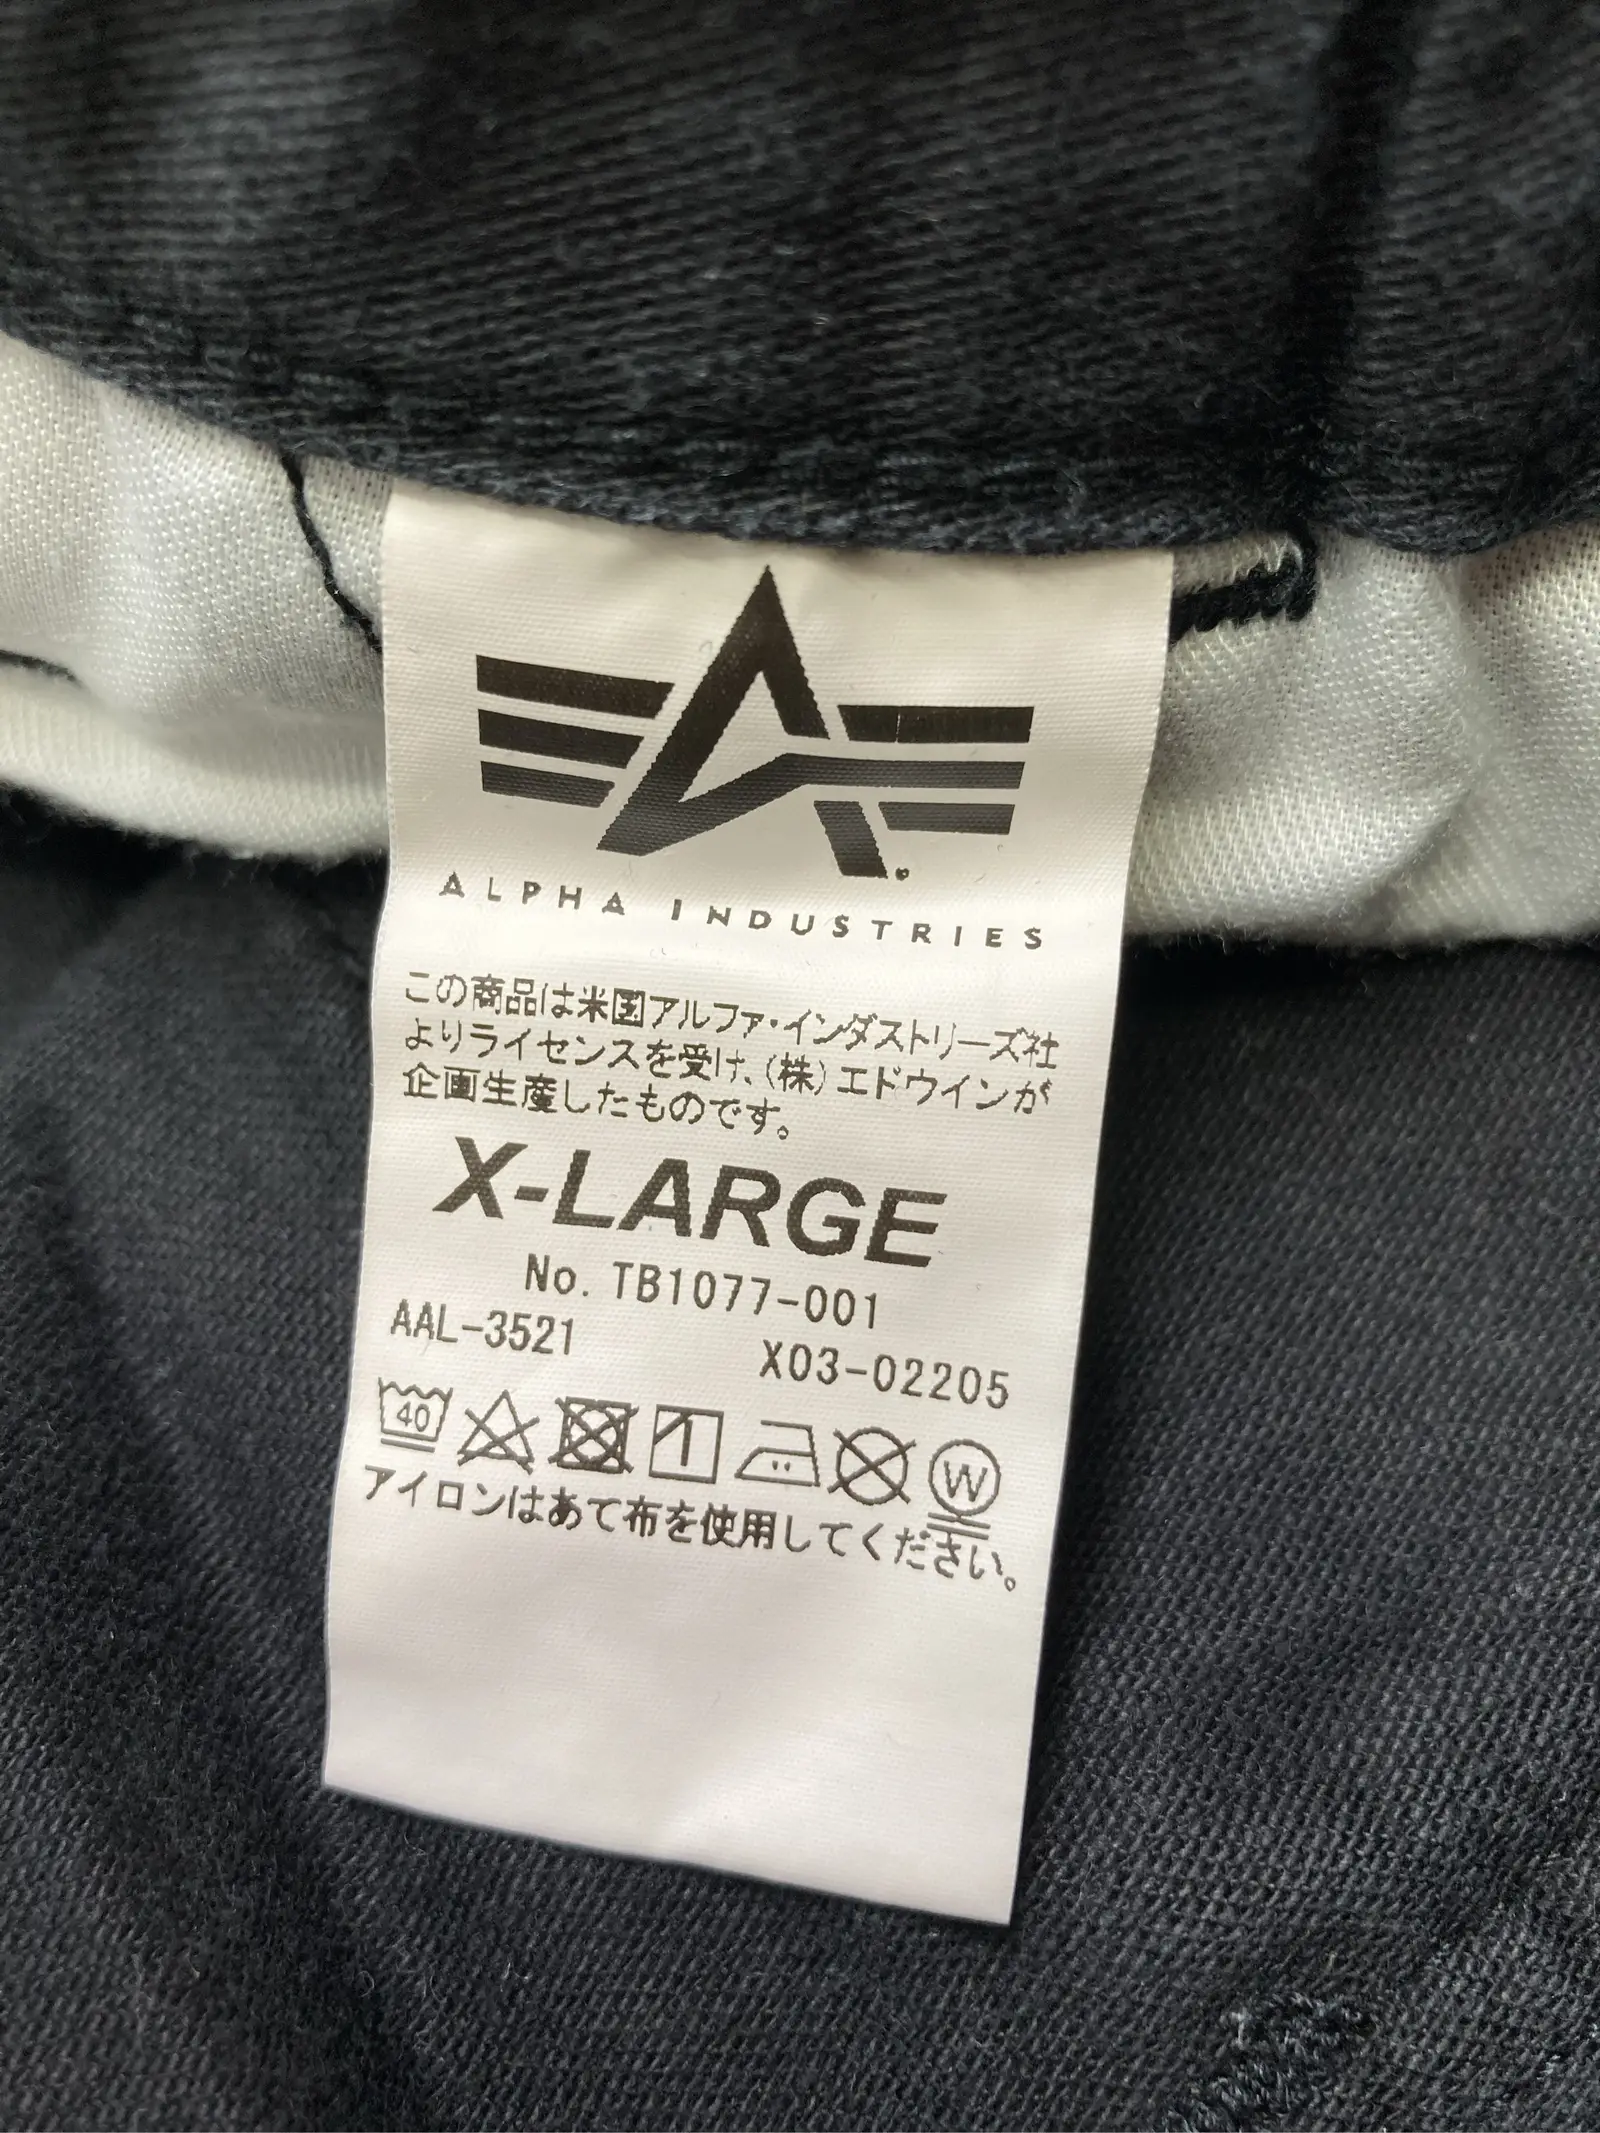 ALPHA INDUSTRIES
この商品は米国アルファ・インダストリーズ社
よりライセンスを受け、(株)エドウインが
企画生産したものです。
X-LARGE
No. TB1077-001
AAL-3521 X03-02205
40 W
アイロンはあて布を使用してください。